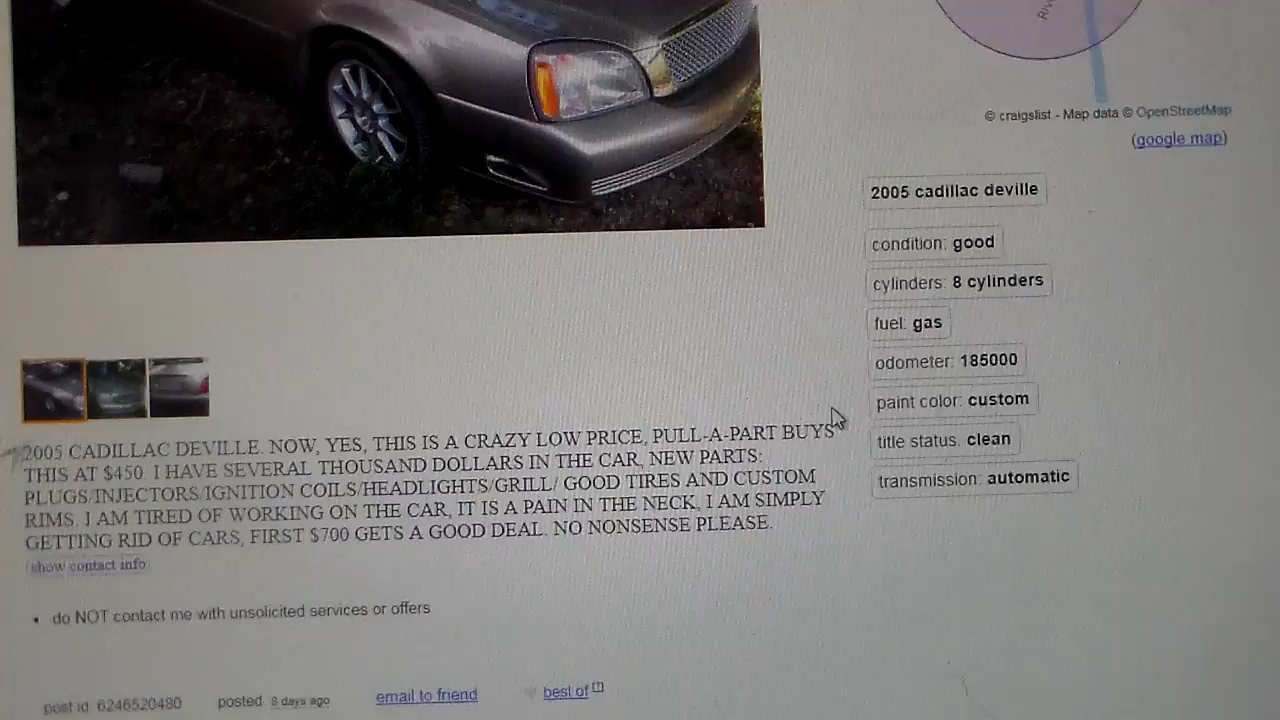 © craigslist - Map data © OpenStreetMap
(google map)
2005 cadillac deville
condition: good
cylinders: 8 cylinders
fuel: gas
odometer: 185000
paint color: custom
title status. clean
transmission: automatic
2005 CADILLAC DEVILLE. NOW, YES, THIS IS A CRAZY LOW PRICE, PULL-A-PART BUYS
THIS AT $450. I HAVE SEVERAL THOUSAND DOLLARS IN THE CAR, NEW PARTS:
PLUGS/INJECTORS/IGNITION COILS/HEADLIGHTS/GRILL/ GOOD TIRES AND CUSTOM
RIMS. I AM TIRED OF WORKING ON THE CAR, IT IS A PAIN IN THE NECK, I AM SIMPLY
GETTING RID OF CARS, FIRST $700 GETS A GOOD DEAL. NO NONSENSE PLEASE.
show contact info
• do NOT contact me with unsolicited services or offers
post id: 6246520480 posted: 8 days ago email to friend best of [?]